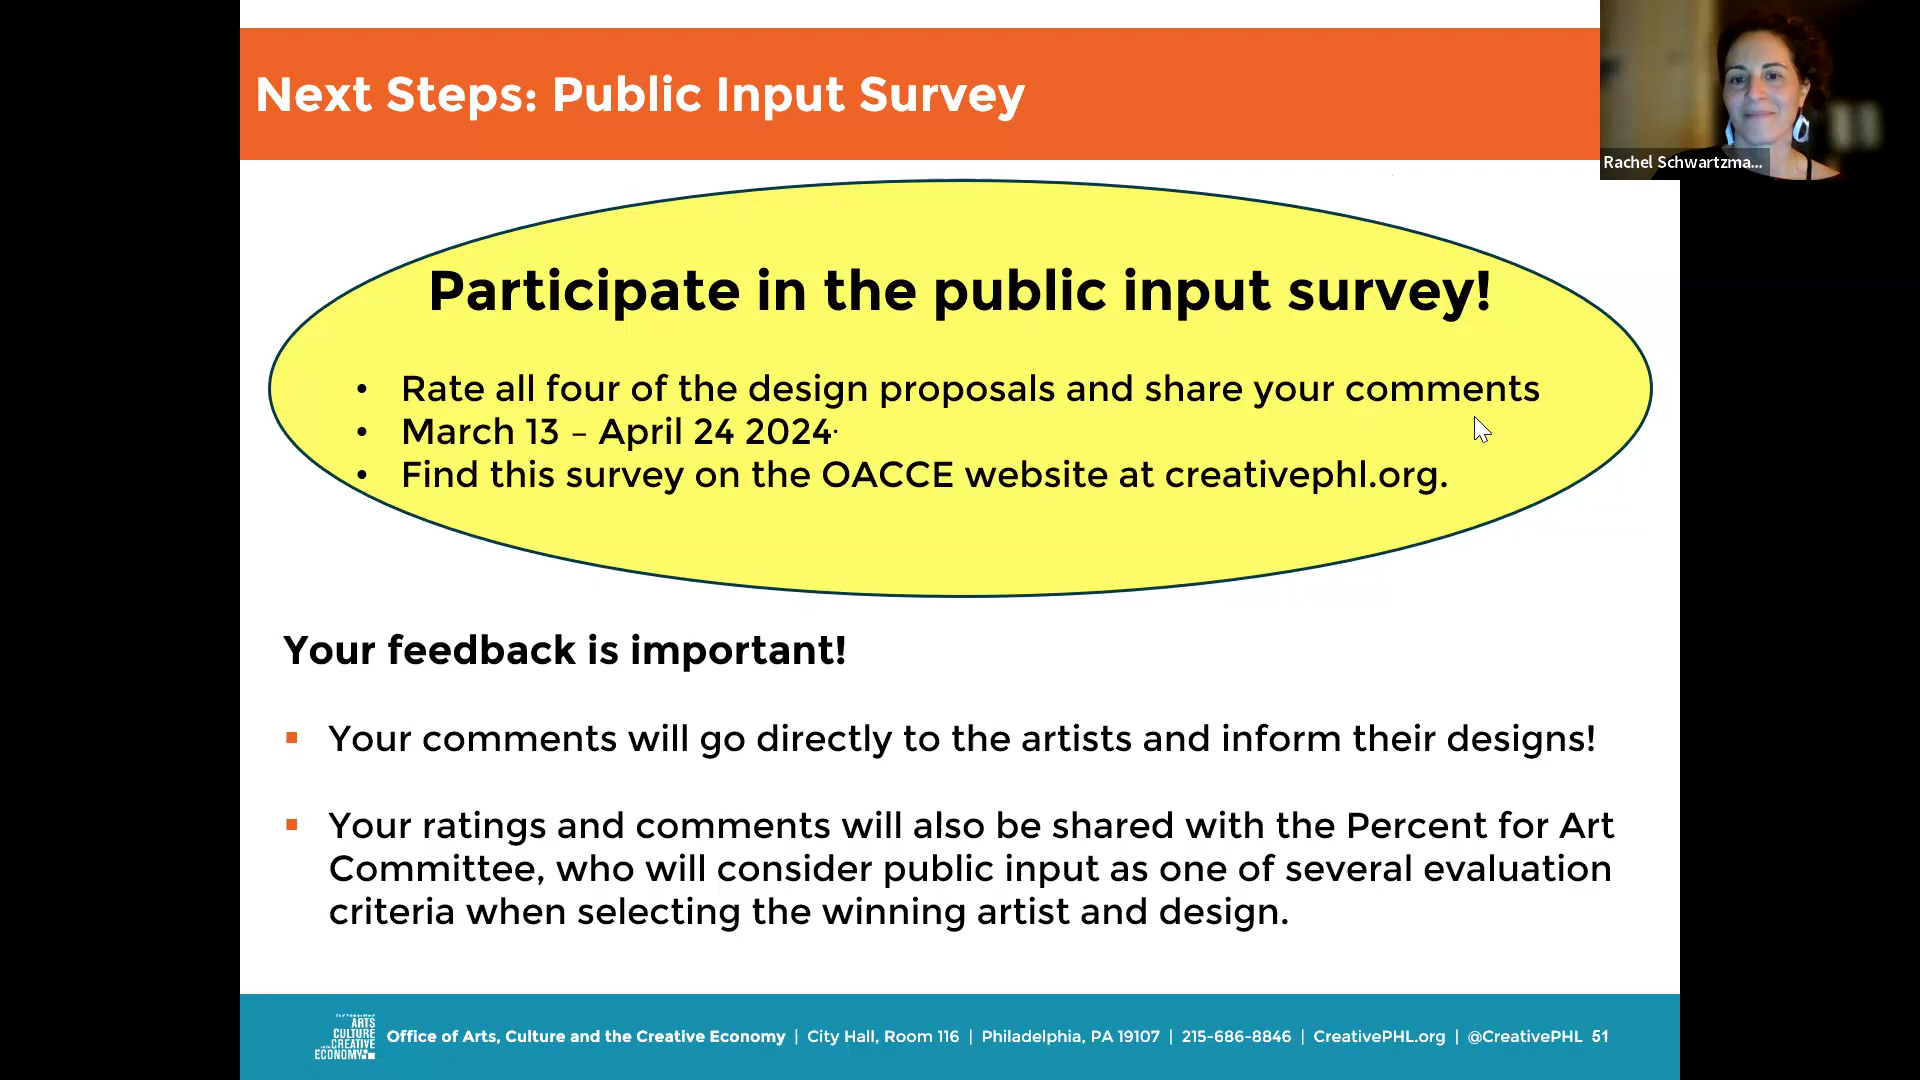 Next Steps: Public Input Survey
Rachel Schwartzma...
Participate in the public input survey!
• Rate all four of the design proposals and share your comments
• March 13 – April 24 2024.
• Find this survey on the OACCE website at creativephl.org.
Your feedback is important!
▪ Your comments will go directly to the artists and inform their designs!
▪ Your ratings and comments will also be shared with the Percent for Art
Committee, who will consider public input as one of several evaluation
criteria when selecting the winning artist and design.
ARTS
CULTURE
CREATIVE
ECONOMY
Office of Arts, Culture and the Creative Economy | City Hall, Room 116 | Philadelphia, PA 19107 | 215-686-8846 | CreativePHL.org | @CreativePHL 51